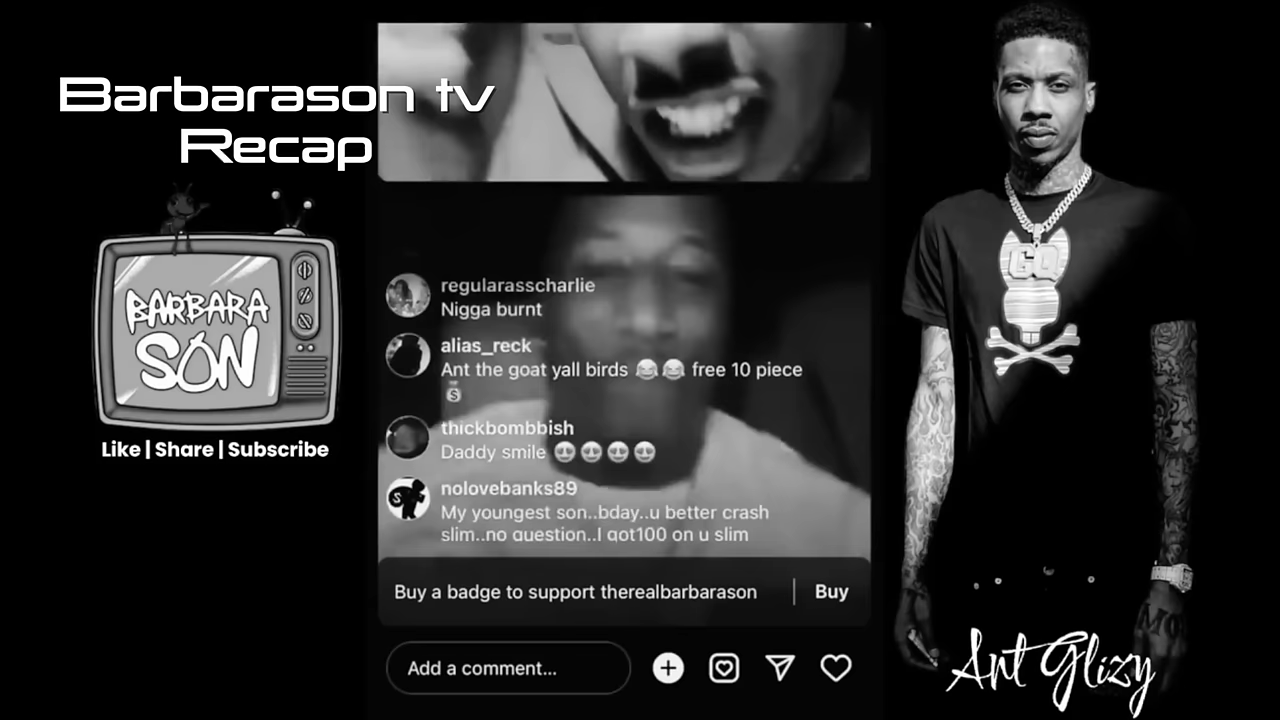 Barbarason tv
Recap
BARBARA
SON
Like | Share | Subscribe
regularasscharlie
Nigga burnt
alias_reck
Ant the goat yall birds 😂😂 free 10 piece
💰
thickbombbish
Daddy smile 😍😍😍😍
nolovebanks89
My youngest son..bday..u better crash
slim..no question..I got100 on u slim
Buy a badge to support therealbarbarason
Buy
Add a comment...
GQ
Ant Glizy